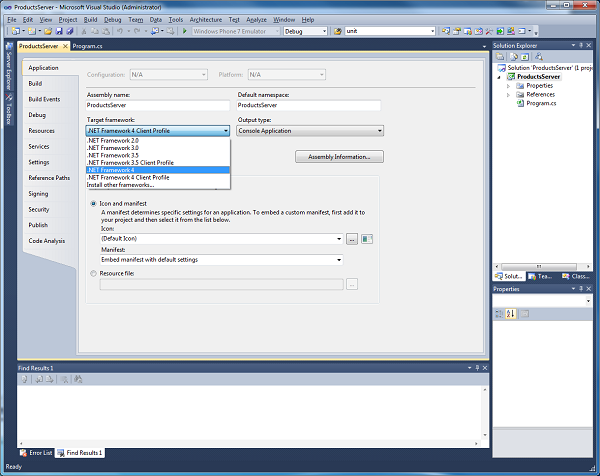 ProductsServer - Microsoft Visual Studio (Administrator)
File Edit View Project Build Debug Team Data Tools Architecture Test Analyze Window Help
Windows Phone 7 Emulator Debug unit
Server Explorer
Toolbox
ProductsServer Program.cs
Application
Build
Build Events
Debug
Resources
Services
Settings
Reference Paths
Signing
Security
Publish
Code Analysis
Configuration: N/A Platform: N/A
Assembly name: Default namespace:
ProductsServer ProductsServer
Target framework: Output type:
.NET Framework 4 Client Profile Console Application
.NET Framework 2.0
.NET Framework 3.0
.NET Framework 3.5
.NET Framework 3.5 Client Profile
.NET Framework 4
.NET Framework 4 Client Profile
Install other frameworks...
Assembly Information...
Icon and manifest
A manifest determines specific settings for an application. To embed a custom manifest, first add it
to your project and then select it from the list below.
Icon:
(Default Icon) ...
Manifest:
Embed manifest with default settings
Resource file:
...
Solution Explorer
Solution 'ProductsServer' (1 proje
ProductsServer
Properties
References
Program.cs
Solut... Tea... Class...
Properties
Find Results 1
Error List Find Results 1
Ready